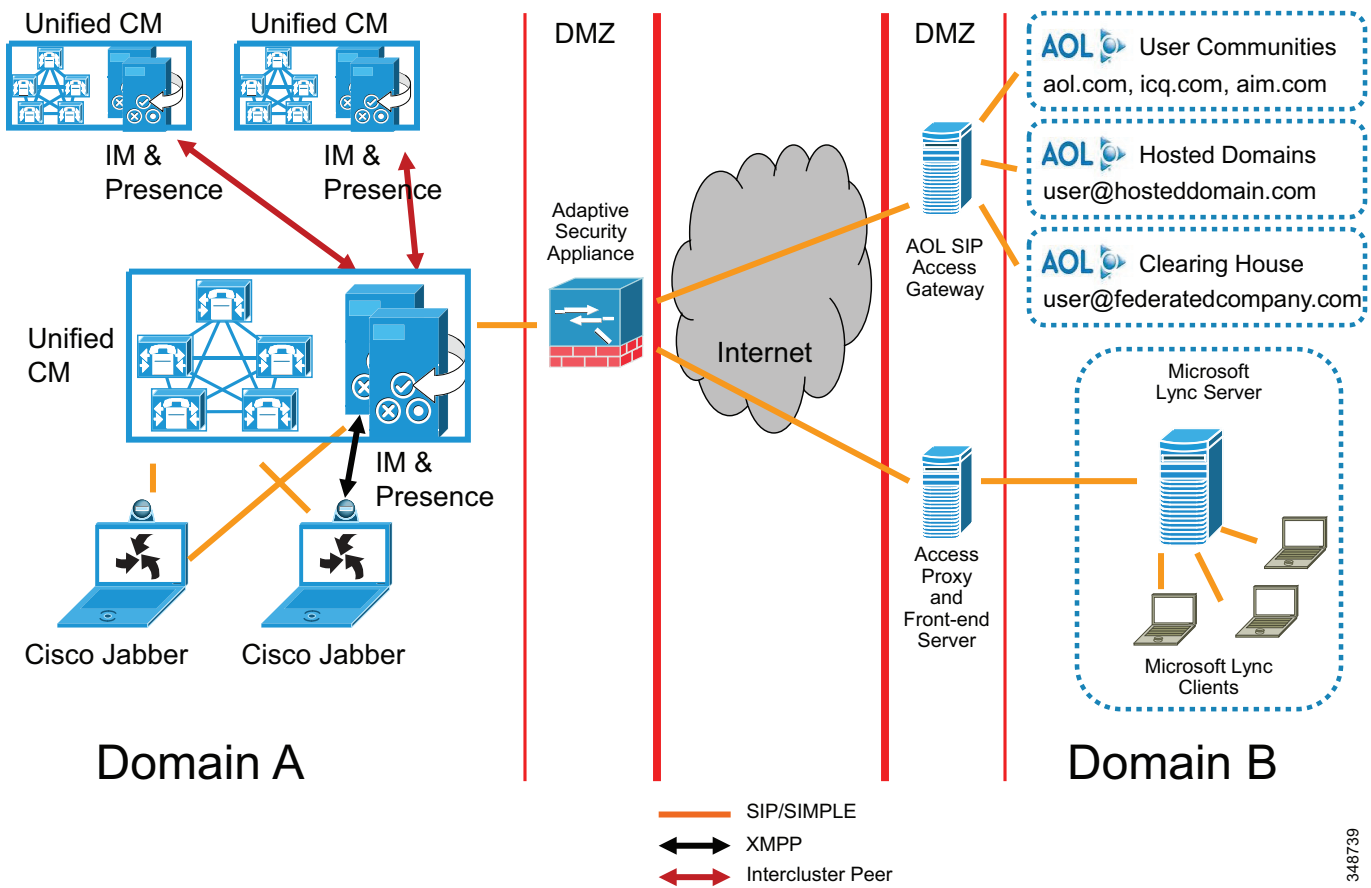 Unified CM
Unified CM
DMZ
DMZ
AOL User Communities
aol.com, icq.com, aim.com
IM &
Presence
IM &
Presence
AOL Hosted Domains
user@hosteddomain.com
Adaptive
Security
Appliance
AOL SIP
Access
Gateway
AOL Clearing House
user@federatedcompany.com
Unified
CM
Internet
Microsoft
Lync Server
IM &
Presence
Access
Proxy
and
Front-end
Server
Cisco Jabber
Cisco Jabber
Microsoft Lync
Clients
Domain A
Domain B
SIP/SIMPLE
XMPP
Intercluster Peer
348739